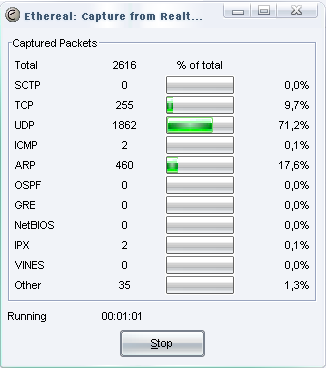 Ethereal: Capture from Realt...
Captured Packets
Total 2616 % of total
SCTP 0 0,0%
TCP 255 9,7%
UDP 1862 71,2%
ICMP 2 0,1%
ARP 460 17,6%
OSPF 0 0,0%
GRE 0 0,0%
NetBIOS 0 0,0%
IPX 2 0,1%
VINES 0 0,0%
Other 35 1,3%
Running 00:01:01
Stop